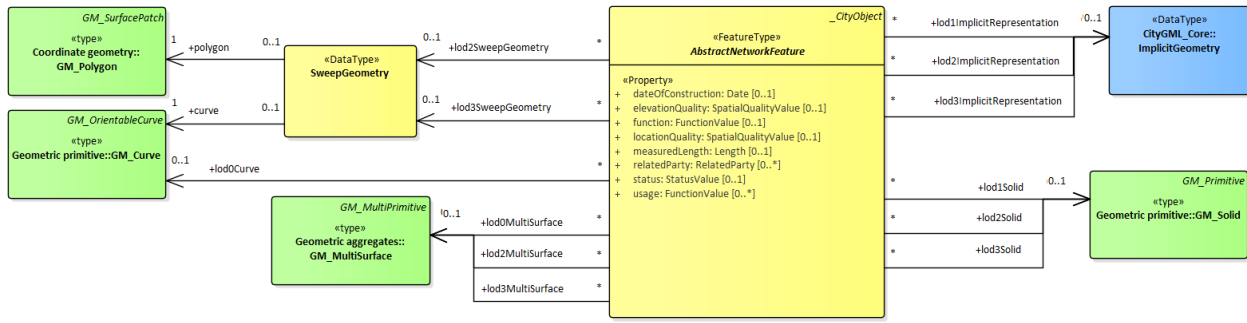 GM_SurfacePatch
«type»
Coordinate geometry::
GM_Polygon
1
+polygon
0..1
«DataType»
SweepGeometry
0..1
+lod2SweepGeometry
*
0..1
+lod3SweepGeometry
*
1
+curve
0..1
GM_OrientableCurve
«type»
Geometric primitive::GM_Curve
0..1
+lod0Curve
*
GM_MultiPrimitive
«type»
Geometric aggregates::
GM_MultiSurface
0..1
+lod0MultiSurface
*
+lod2MultiSurface
*
+lod3MultiSurface
*
_CityObject
«FeatureType»
AbstractNetworkFeature
«Property»
+ dateOfConstruction: Date [0..1]
+ elevationQuality: SpatialQualityValue [0..1]
+ function: FunctionValue [0..1]
+ locationQuality: SpatialQualityValue [0..1]
+ measuredLength: Length [0..1]
+ relatedParty: RelatedParty [0..*]
+ status: StatusValue [0..1]
+ usage: FunctionValue [0..*]
*
+lod1ImplicitRepresentation
0..1
*
+lod2ImplicitRepresentation
*
+lod3ImplicitRepresentation
«DataType»
CityGML_Core::
ImplicitGeometry
*
+lod1Solid
0..1
*
+lod2Solid
*
+lod3Solid
GM_Primitive
«type»
Geometric primitive::GM_Solid